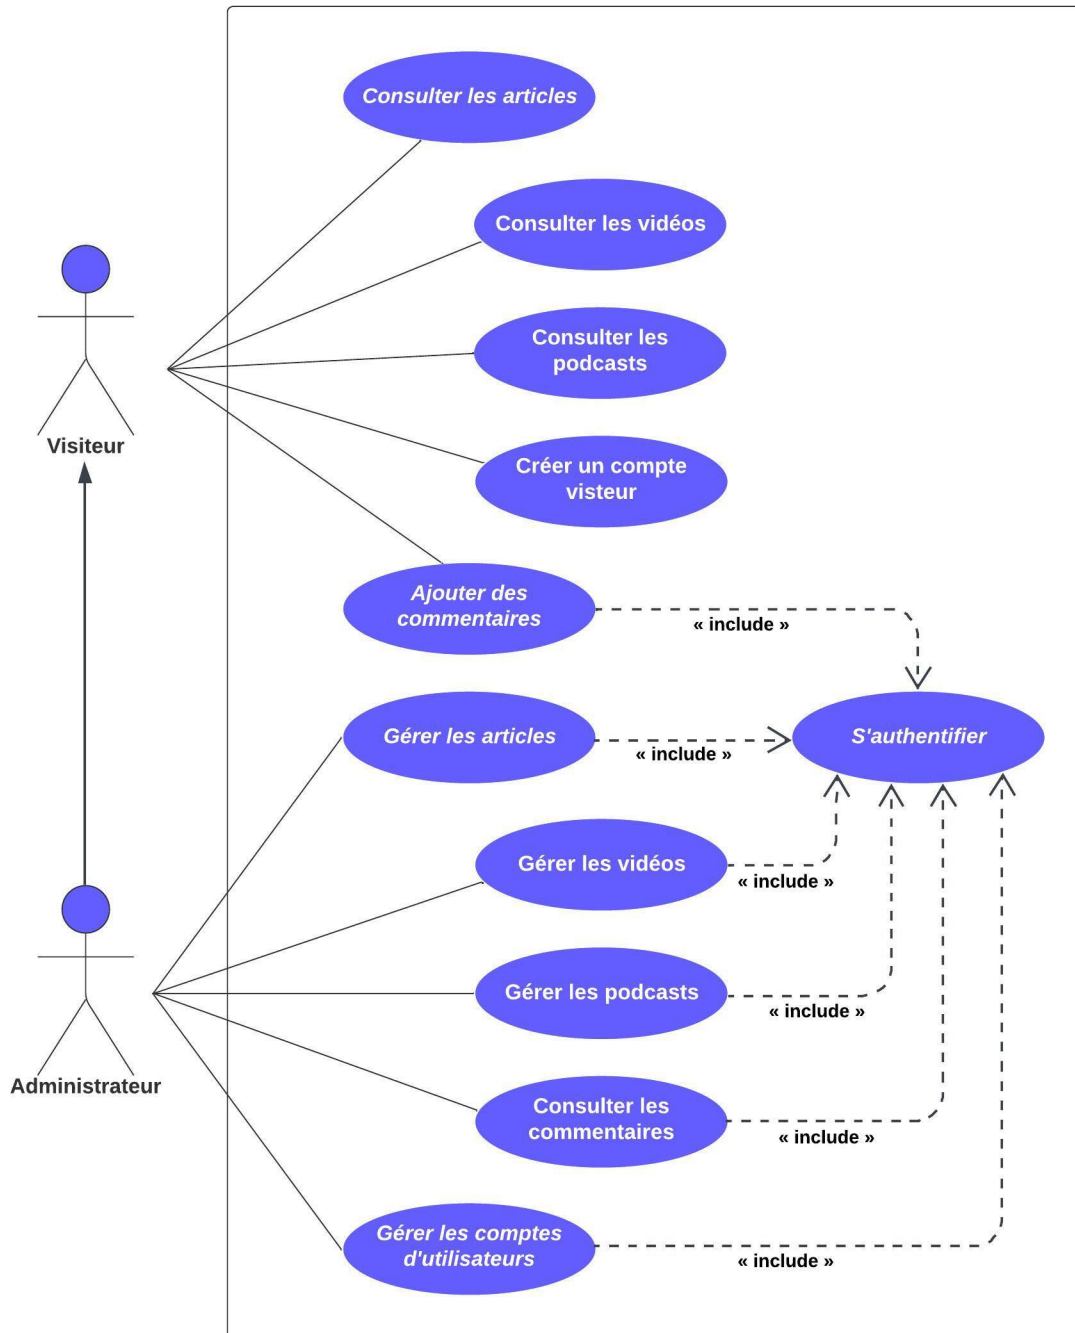 Consulter les articles
Consulter les vidéos
Consulter les
podcasts
Visiteur
Créer un compte
visteur
Ajouter des
commentaires
« include »
Gérer les articles
« include »
S'authentifier
Gérer les vidéos
« include »
Gérer les podcasts
« include »
Administrateur
Consulter les
commentaires
« include »
Gérer les comptes
d'utilisateurs
« include »